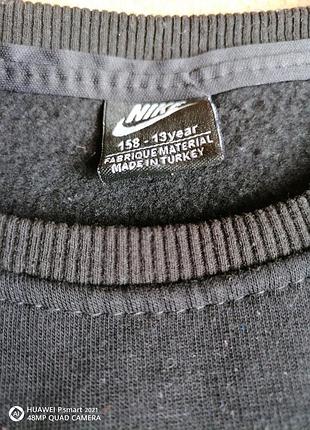 NIKE
158 - 13year
FABRIQUE MATERIAL
MADE IN TURKEY
HUAWEI P smart 2021
48MP QUAD CAMERA